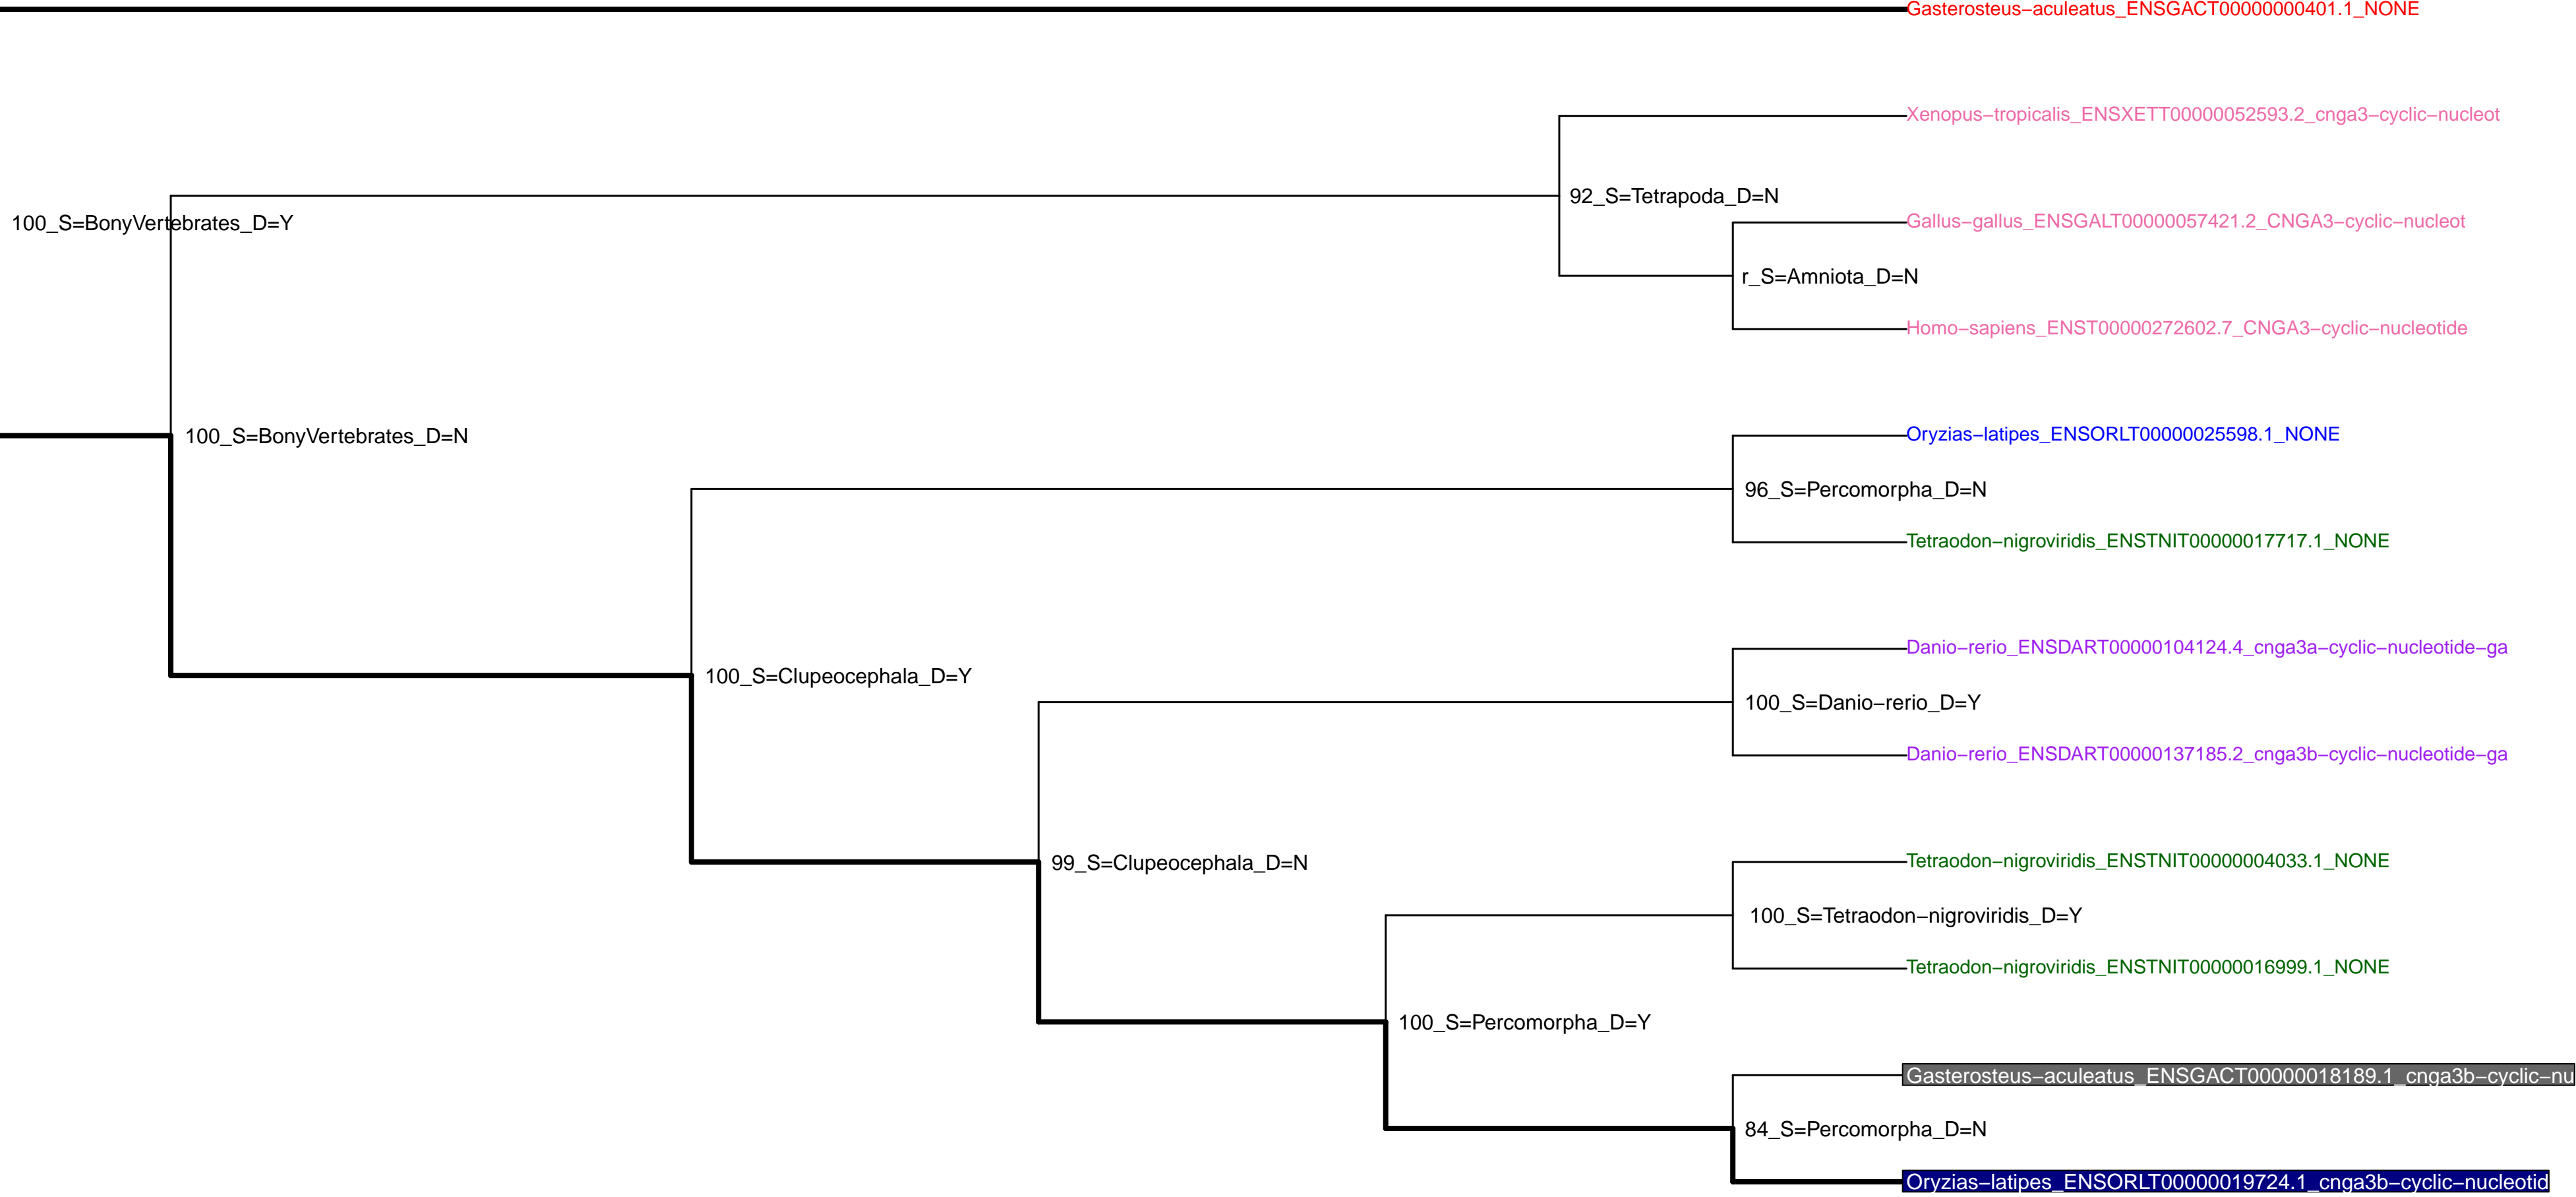 Gasterosteus−aculeatus_ENSGACT00000000401.1_NONE
Xenopus−tropicalis_ENSXETT00000052593.2_cnga3−cyclic−nucleot
92_S=Tetrapoda_D=N
100_S=BonyVertebrates_D=Y
Gallus−gallus_ENSGALT00000057421.2_CNGA3−cyclic−nucleot
r_S=Amniota_D=N
Homo−sapiens_ENST00000272602.7_CNGA3−cyclic−nucleotide
100_S=BonyVertebrates_D=N
Oryzias−latipes_ENSORLT00000025598.1_NONE
96_S=Percomorpha_D=N
Tetraodon−nigroviridis_ENSTNIT00000017717.1_NONE
Danio−rerio_ENSDART00000104124.4_cnga3a−cyclic−nucleotide−ga
100_S=Clupeocephala_D=Y
100_S=Danio−rerio_D=Y
Danio−rerio_ENSDART00000137185.2_cnga3b−cyclic−nucleotide−ga
99_S=Clupeocephala_D=N
Tetraodon−nigroviridis_ENSTNIT00000004033.1_NONE
100_S=Tetraodon−nigroviridis_D=Y
Tetraodon−nigroviridis_ENSTNIT00000016999.1_NONE
100_S=Percomorpha_D=Y
Gasterosteus−aculeatus_ENSGACT00000018189.1_cnga3b−cyclic−nu
84_S=Percomorpha_D=N
Oryzias−latipes_ENSORLT00000019724.1_cnga3b−cyclic−nucleotid